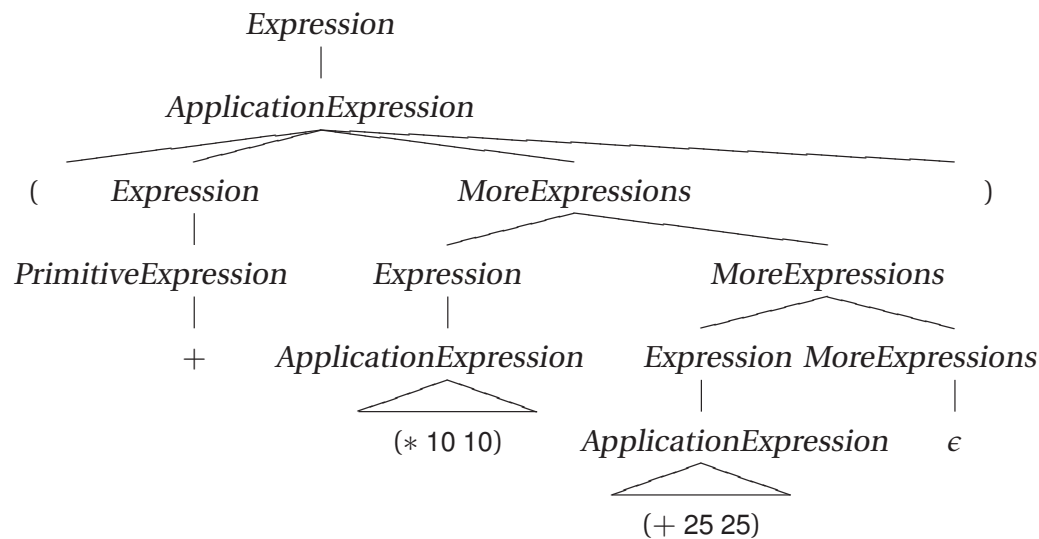 Expression
ApplicationExpression
( Expression MoreExpressions )
PrimitiveExpression Expression MoreExpressions
+ ApplicationExpression Expression MoreExpressions
(∗ 10 10) ApplicationExpression ϵ
(+ 25 25)